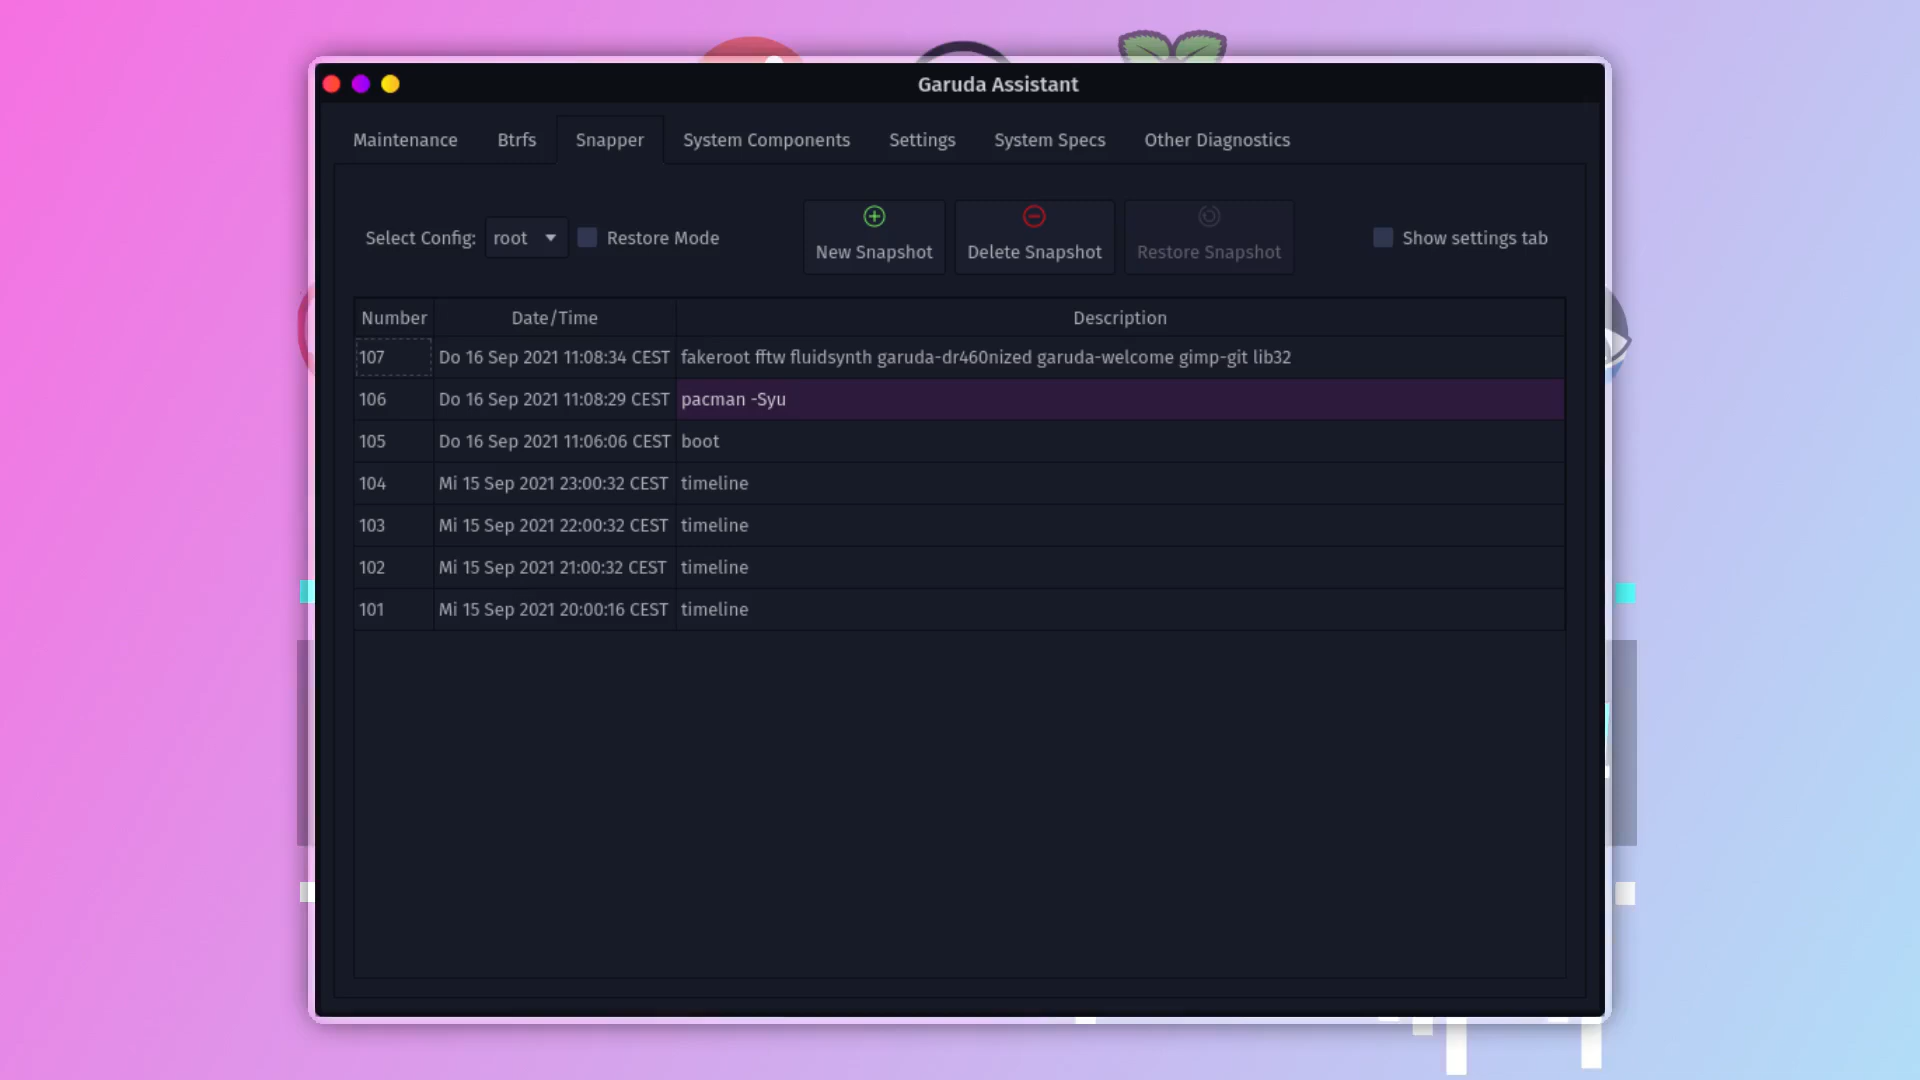 Garuda Assistant
Maintenance Btrfs Snapper System Components Settings System Specs Other Diagnostics
Select Config: root Restore Mode New Snapshot Delete Snapshot Restore Snapshot Show settings tab
Number Date/Time Description
107 Do 16 Sep 2021 11:08:34 CEST fakeroot fftw fluidsynth garuda-dr460nized garuda-welcome gimp-git lib32
106 Do 16 Sep 2021 11:08:29 CEST pacman -Syu
105 Do 16 Sep 2021 11:06:06 CEST boot
104 Mi 15 Sep 2021 23:00:32 CEST timeline
103 Mi 15 Sep 2021 22:00:32 CEST timeline
102 Mi 15 Sep 2021 21:00:32 CEST timeline
101 Mi 15 Sep 2021 20:00:16 CEST timeline